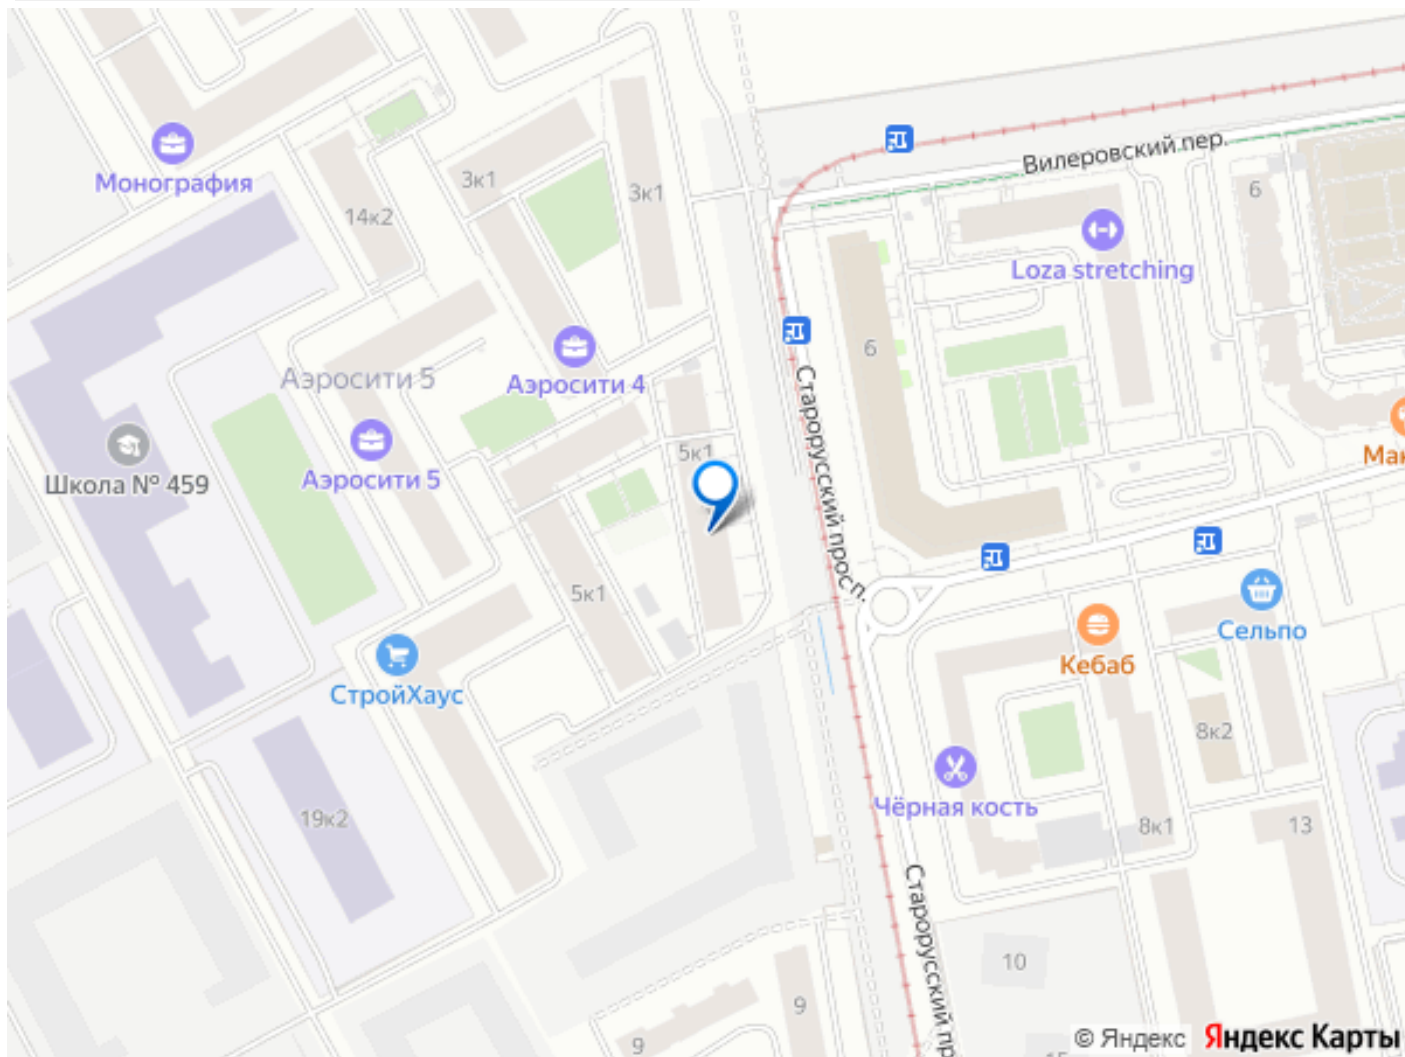 Вилеровский пер.
Монография
3к1
3к1
14к2
6
Loza stretching
6
Аэросити 5
Аэросити 4
Старорусский просп.
Школа № 459
Аэросити 5
5к1
5к1
Сельпо
Кебаб
СтройХаус
8к2
Чёрная кость
19к2
8к1
13
Старорусский пр
10
9
9
© Яндекс Яндекс Карты